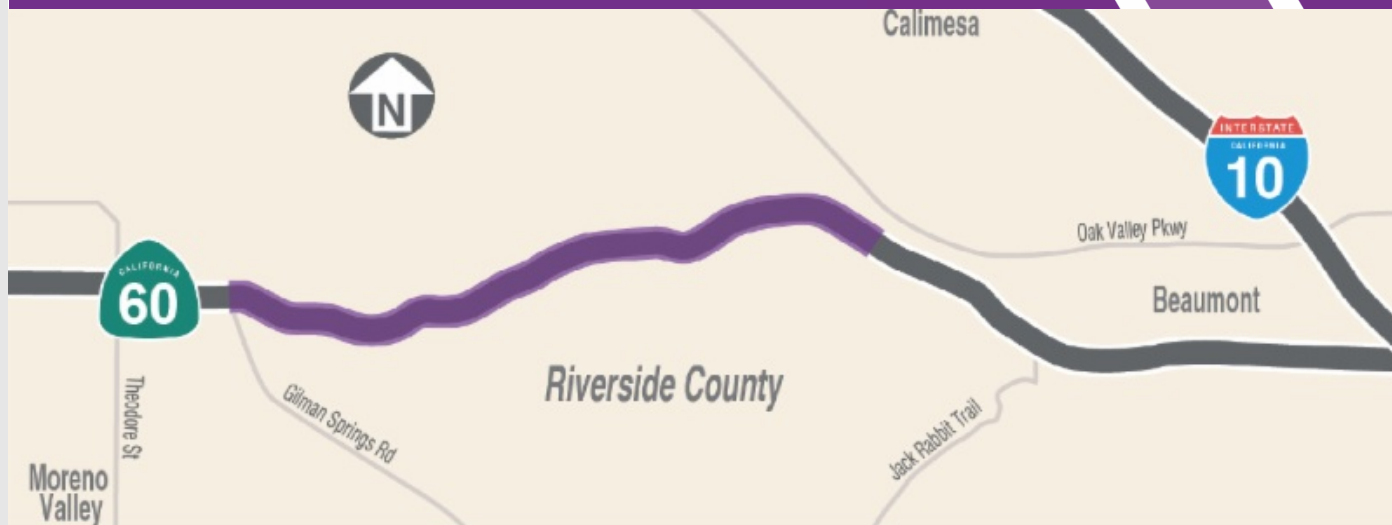 Calimesa
N
INTERSTATE
CALIFORNIA
10
Oak Valley Pkwy
CALIFORNIA
60
Beaumont
Riverside County
Theodore St
Gilman Springs Rd
Jack Rabbit Trail
Moreno
Valley